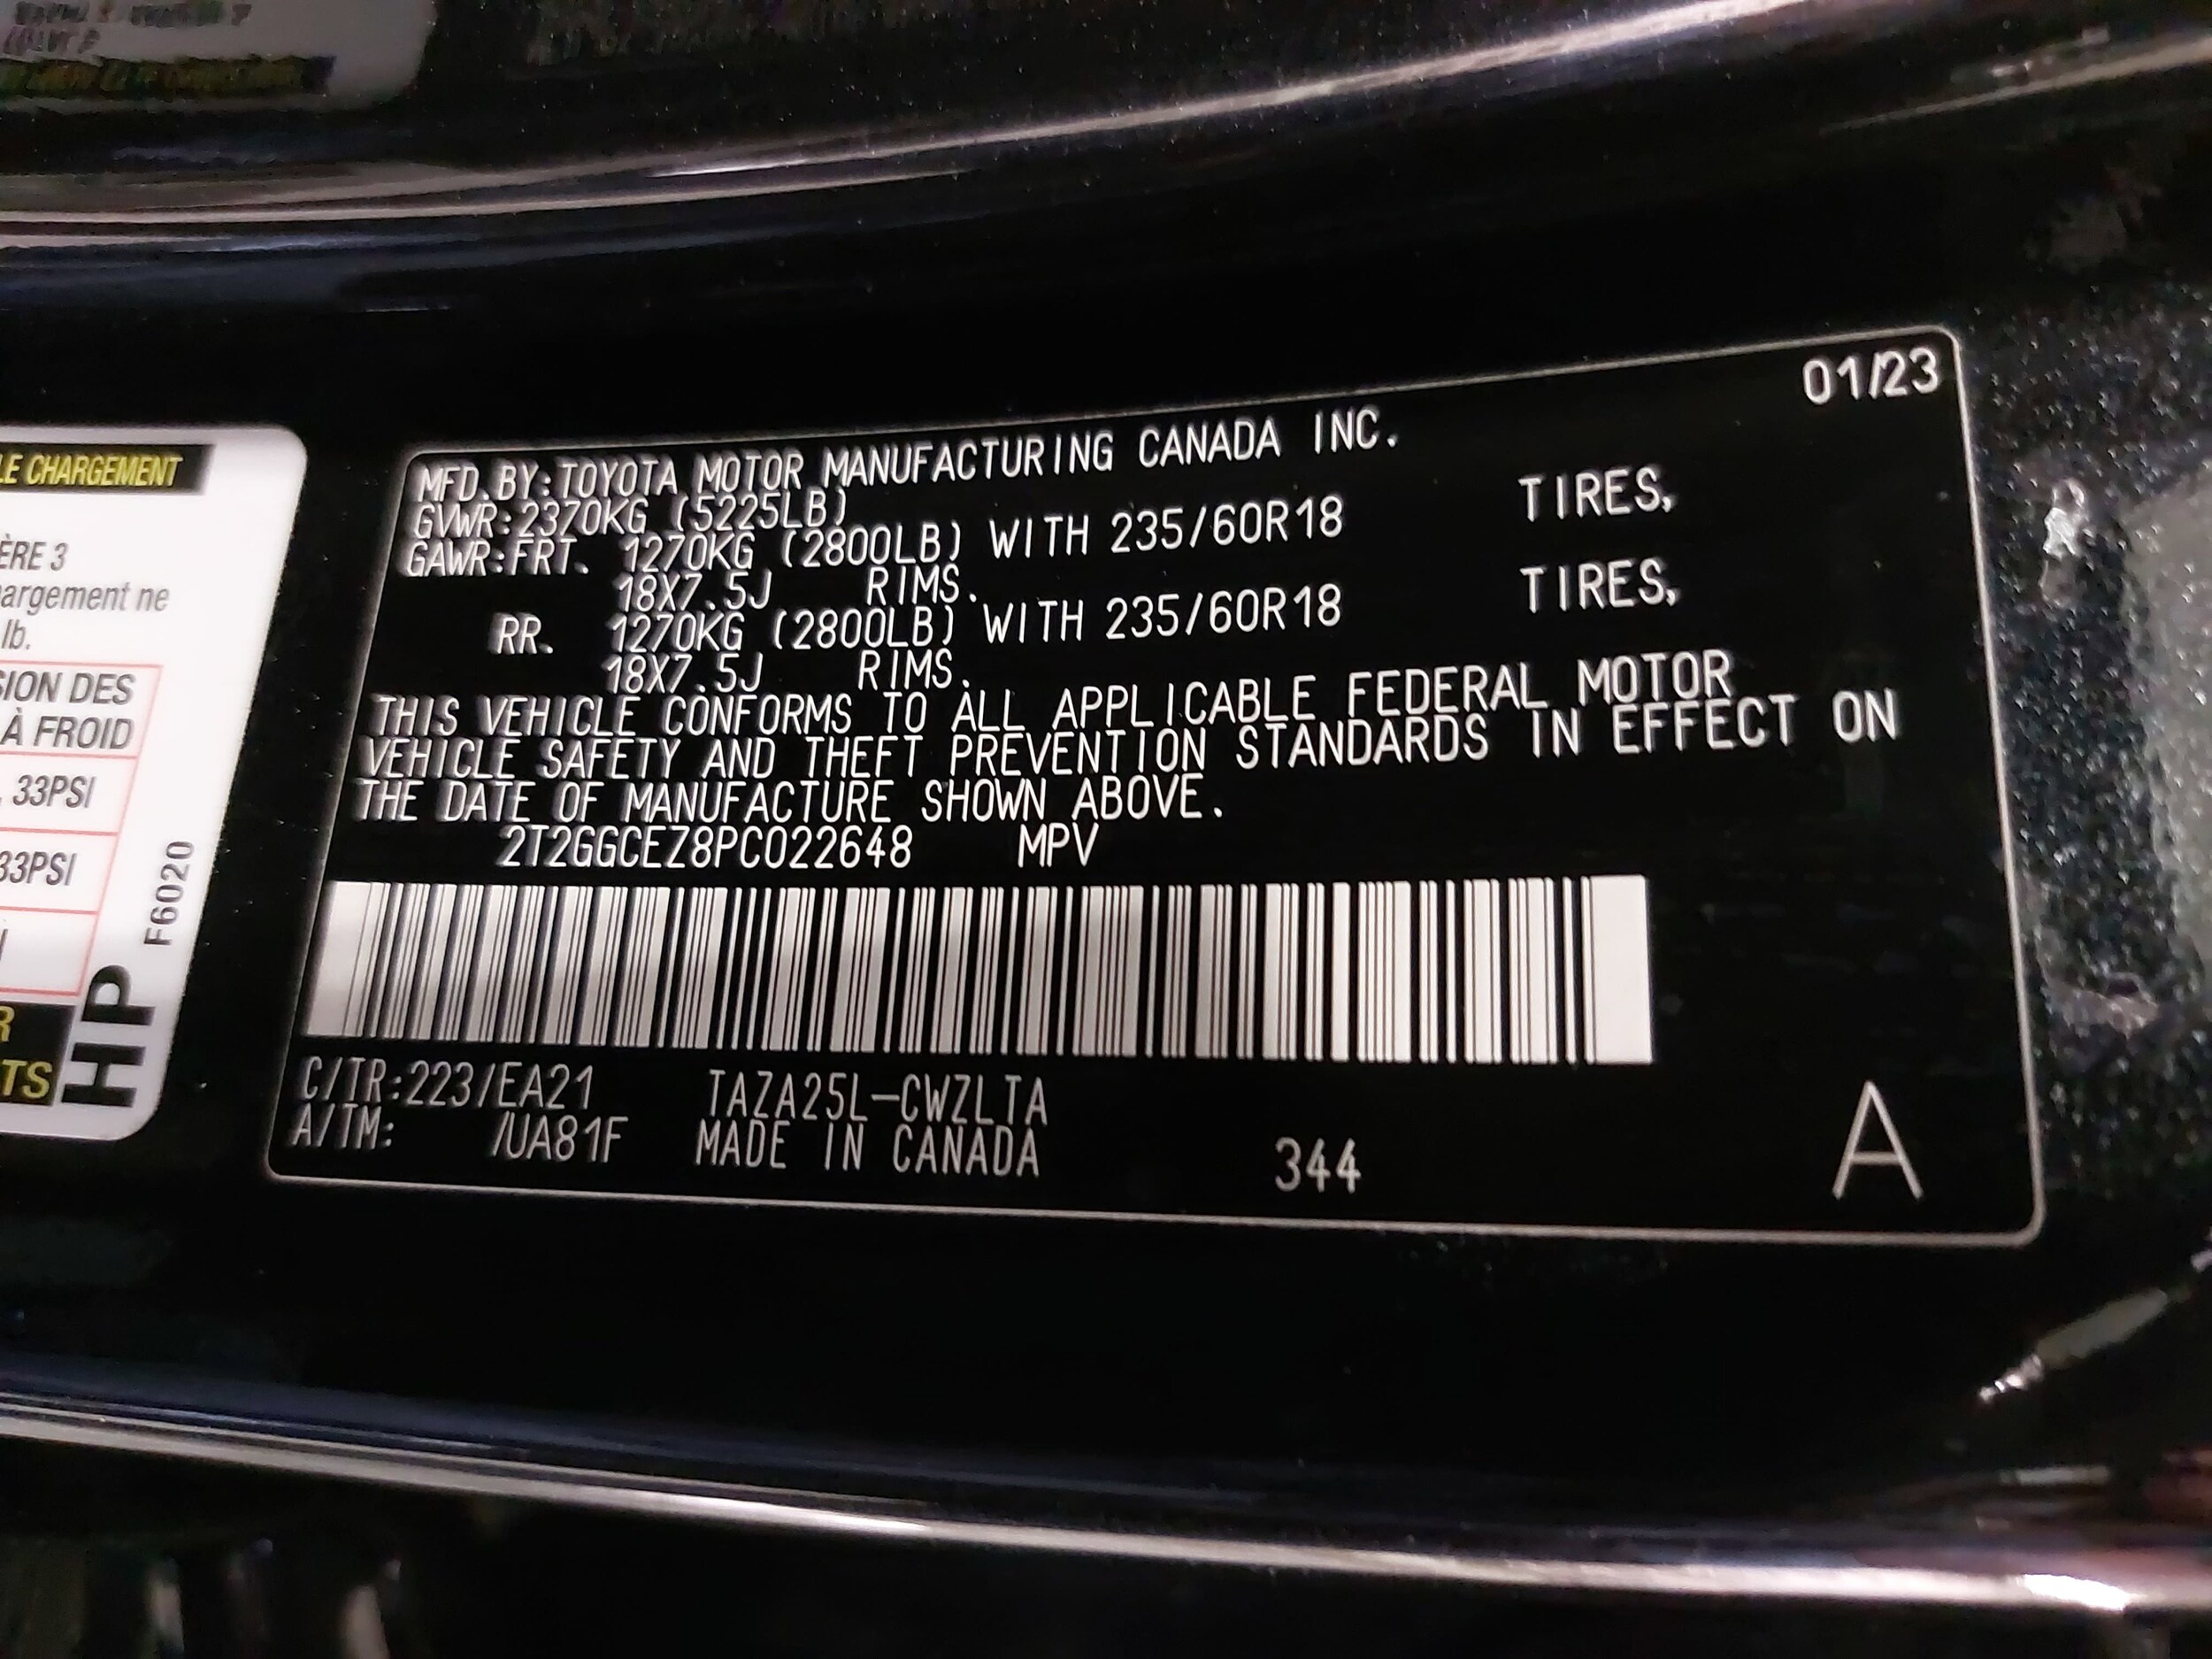 LE CHARGEMENT
ÈRE 3
argement ne
lb.
SION DES
À FROID
33PSI
33PSI
R
TS
HP
F6020
01/23
MFD.BY:TOYOTA MOTOR MANUFACTURING CANADA INC.
GVWR:2370KG (5225LB)
GAWR:FRT. 1270KG (2800LB) WITH 235/60R18 TIRES,
18X7.5J RIMS.
RR. 1270KG (2800LB) WITH 235/60R18 TIRES,
18X7.5J RIMS.
THIS VEHICLE CONFORMS TO ALL APPLICABLE FEDERAL MOTOR
VEHICLE SAFETY AND THEFT PREVENTION STANDARDS IN EFFECT ON
THE DATE OF MANUFACTURE SHOWN ABOVE.
2T2GGCEZ8PC022648 MPV
C/TR:223/EA21 TAZA25L-CWZLTA
A/TM: /UA81F MADE IN CANADA 344 A